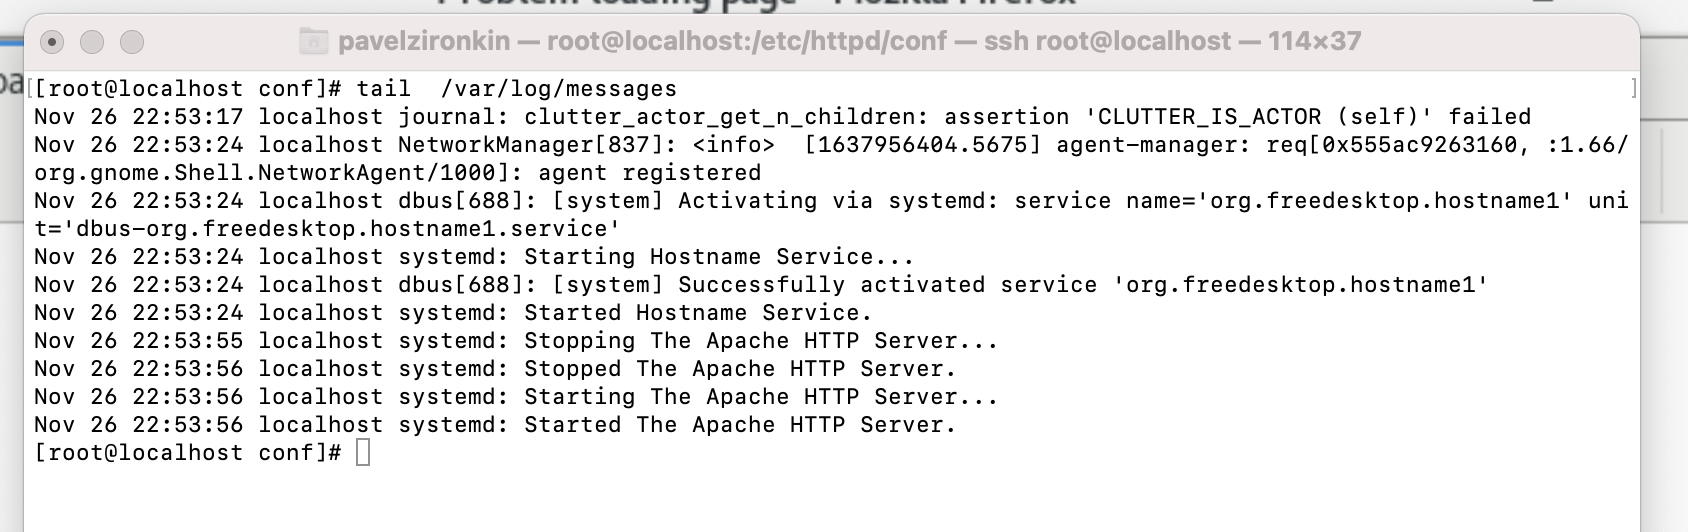 Problem loading page - Mozilla Firefox
pavelzironkin — root@localhost:/etc/httpd/conf — ssh root@localhost — 114×37
pa
[[root@localhost conf]# tail  /var/log/messages ]
Nov 26 22:53:17 localhost journal: clutter_actor_get_n_children: assertion 'CLUTTER_IS_ACTOR (self)' failed
Nov 26 22:53:24 localhost NetworkManager[837]: <info>  [1637956404.5675] agent-manager: req[0x555ac9263160, :1.66/
org.gnome.Shell.NetworkAgent/1000]: agent registered
Nov 26 22:53:24 localhost dbus[688]: [system] Activating via systemd: service name='org.freedesktop.hostname1' uni
t='dbus-org.freedesktop.hostname1.service'
Nov 26 22:53:24 localhost systemd: Starting Hostname Service...
Nov 26 22:53:24 localhost dbus[688]: [system] Successfully activated service 'org.freedesktop.hostname1'
Nov 26 22:53:24 localhost systemd: Started Hostname Service.
Nov 26 22:53:55 localhost systemd: Stopping The Apache HTTP Server...
Nov 26 22:53:56 localhost systemd: Stopped The Apache HTTP Server.
Nov 26 22:53:56 localhost systemd: Starting The Apache HTTP Server...
Nov 26 22:53:56 localhost systemd: Started The Apache HTTP Server.
[root@localhost conf]#